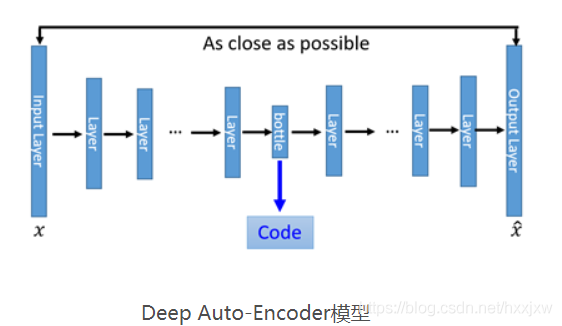 As close as possible
Input Layer
Layer
Layer
...
Layer
bottle
Layer
...
Layer
Layer
Output Layer
Code
x
x̂
Deep Auto-Encoder模型
https://blog.csdn.net/hxxjxw